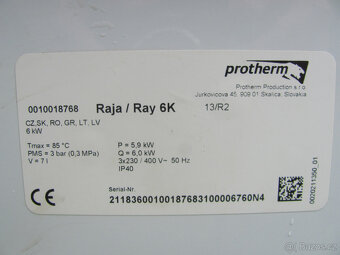 protherm
Protherm Production s.r.o.
Jurkovicova 45, 909 01 Skalica, Slovakia
0010018768 Raja / Ray 6K 13/R2
CZ,SK, RO, GR, LT, LV
6 kW
Tmax = 85 °C P = 5,9 kW
PMS = 3 bar (0,3 MPa) Q = 6,0 kW
V = 7 l 3x230 / 400 V~ 50 Hz
IP40
Serial-Nr.
21183600100187683100006760N4
0020211350_01